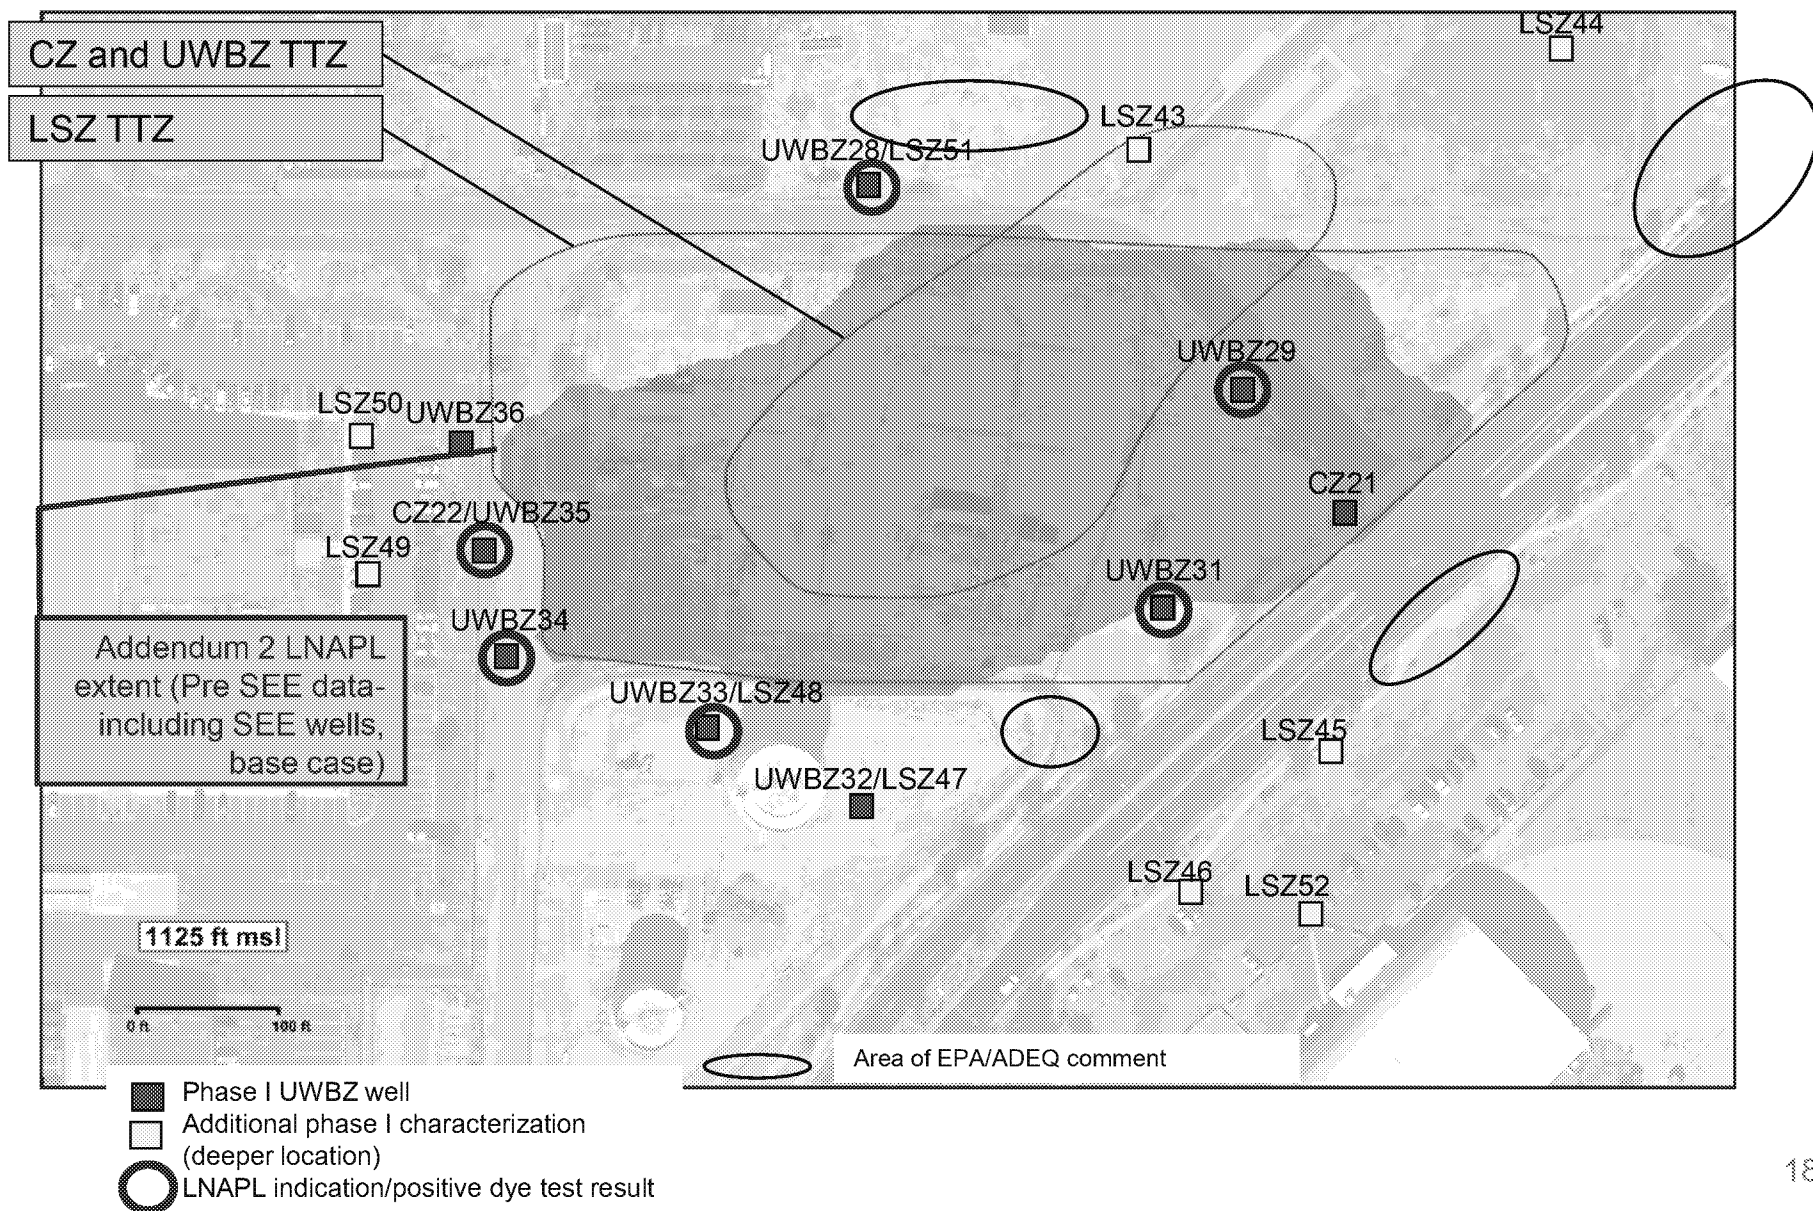 CZ and UWBZ TTZ
LSZ TTZ
LSZ44
LSZ43
UWBZ28/LSZ51
UWBZ29
LSZ50
UWBZ36
CZ21
CZ22/UWBZ35
LSZ49
UWBZ31
UWBZ34
Addendum 2 LNAPL
extent (Pre SEE data-
including SEE wells,
base case)
UWBZ33/LSZ48
LSZ45
UWBZ32/LSZ47
LSZ46
LSZ52
1125 ft msl
0 ft
100 ft
Area of EPA/ADEQ comment
Phase I UWBZ well
Additional phase I characterization
(deeper location)
LNAPL indication/positive dye test result
18